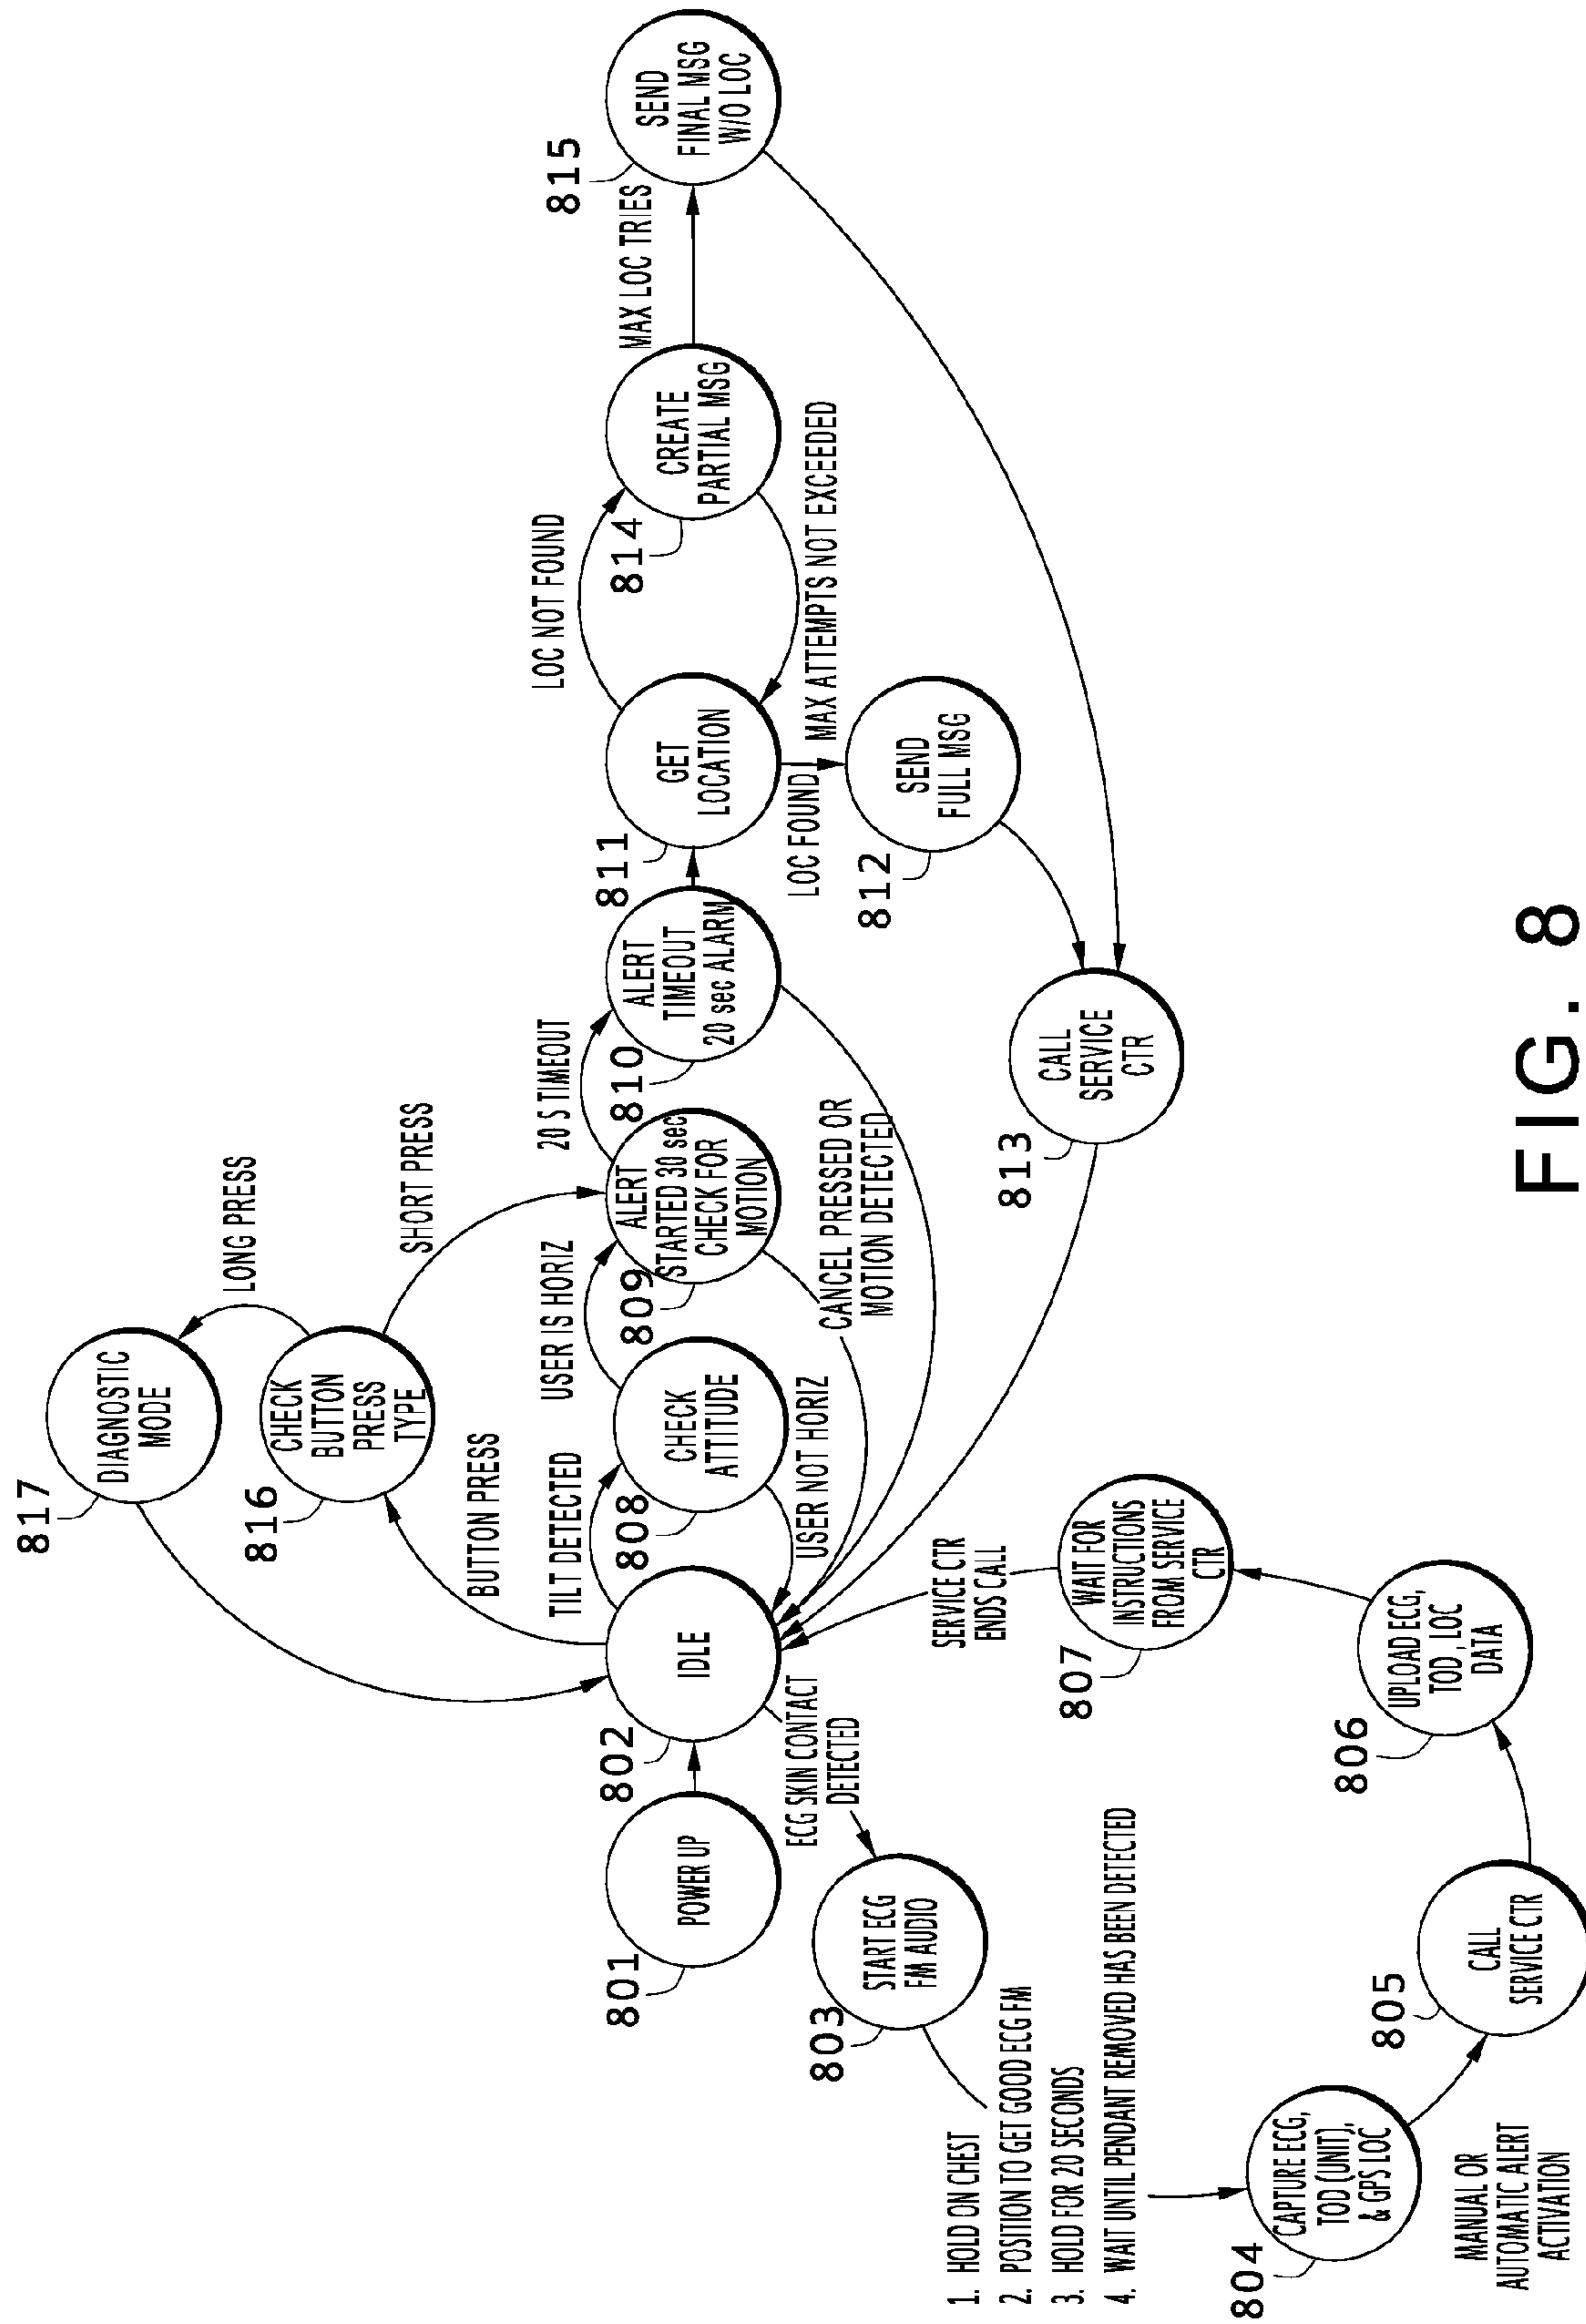 817
DIAGNOSTIC
MODE
LONG PRESS
816
CHECK
BUTTON
PRESS
TYPE
SHORT PRESS
BUTTON PRESS
801
POWER UP
802
IDLE
TILT DETECTED
808
CHECK
ATTITUDE
USER IS HORIZ
USER NOT HORIZ
809
ALERT
STARTED 30 sec
CHECK FOR
MOTION
20 S TIMEOUT
810
ALERT
TIMEOUT
20 sec ALARM
CANCEL PRESSED OR
MOTION DETECTED
811
GET
LOCATION
LOC NOT FOUND
814
CREATE
PARTIAL MSG
MAX LOC TRIES
815
SEND
FINAL MSG
W/O LOC
MAX ATTEMPTS NOT EXCEEDED
LOC FOUND
812
SEND
FULL MSG
813
CALL
SERVICE
CTR
ECG SKIN CONTACT
DETECTED
803
START ECG
FM AUDIO
1. HOLD ON CHEST
2. POSITION TO GET GOOD ECG FM
3. HOLD FOR 20 SECONDS
4. WAIT UNTIL PENDANT REMOVED HAS BEEN DETECTED
804
CAPTURE ECG,
TOD (UNIT),
& GPS LOC
MANUAL OR
AUTOMATIC ALERT
ACTIVATION
805
CALL
SERVICE CTR
806
UPLOAD ECG,
TOD, LOC
DATA
807
WAIT FOR
INSTRUCTIONS
FROM SERVICE
CTR
SERVICE CTR
ENDS CALL
FIG. 8